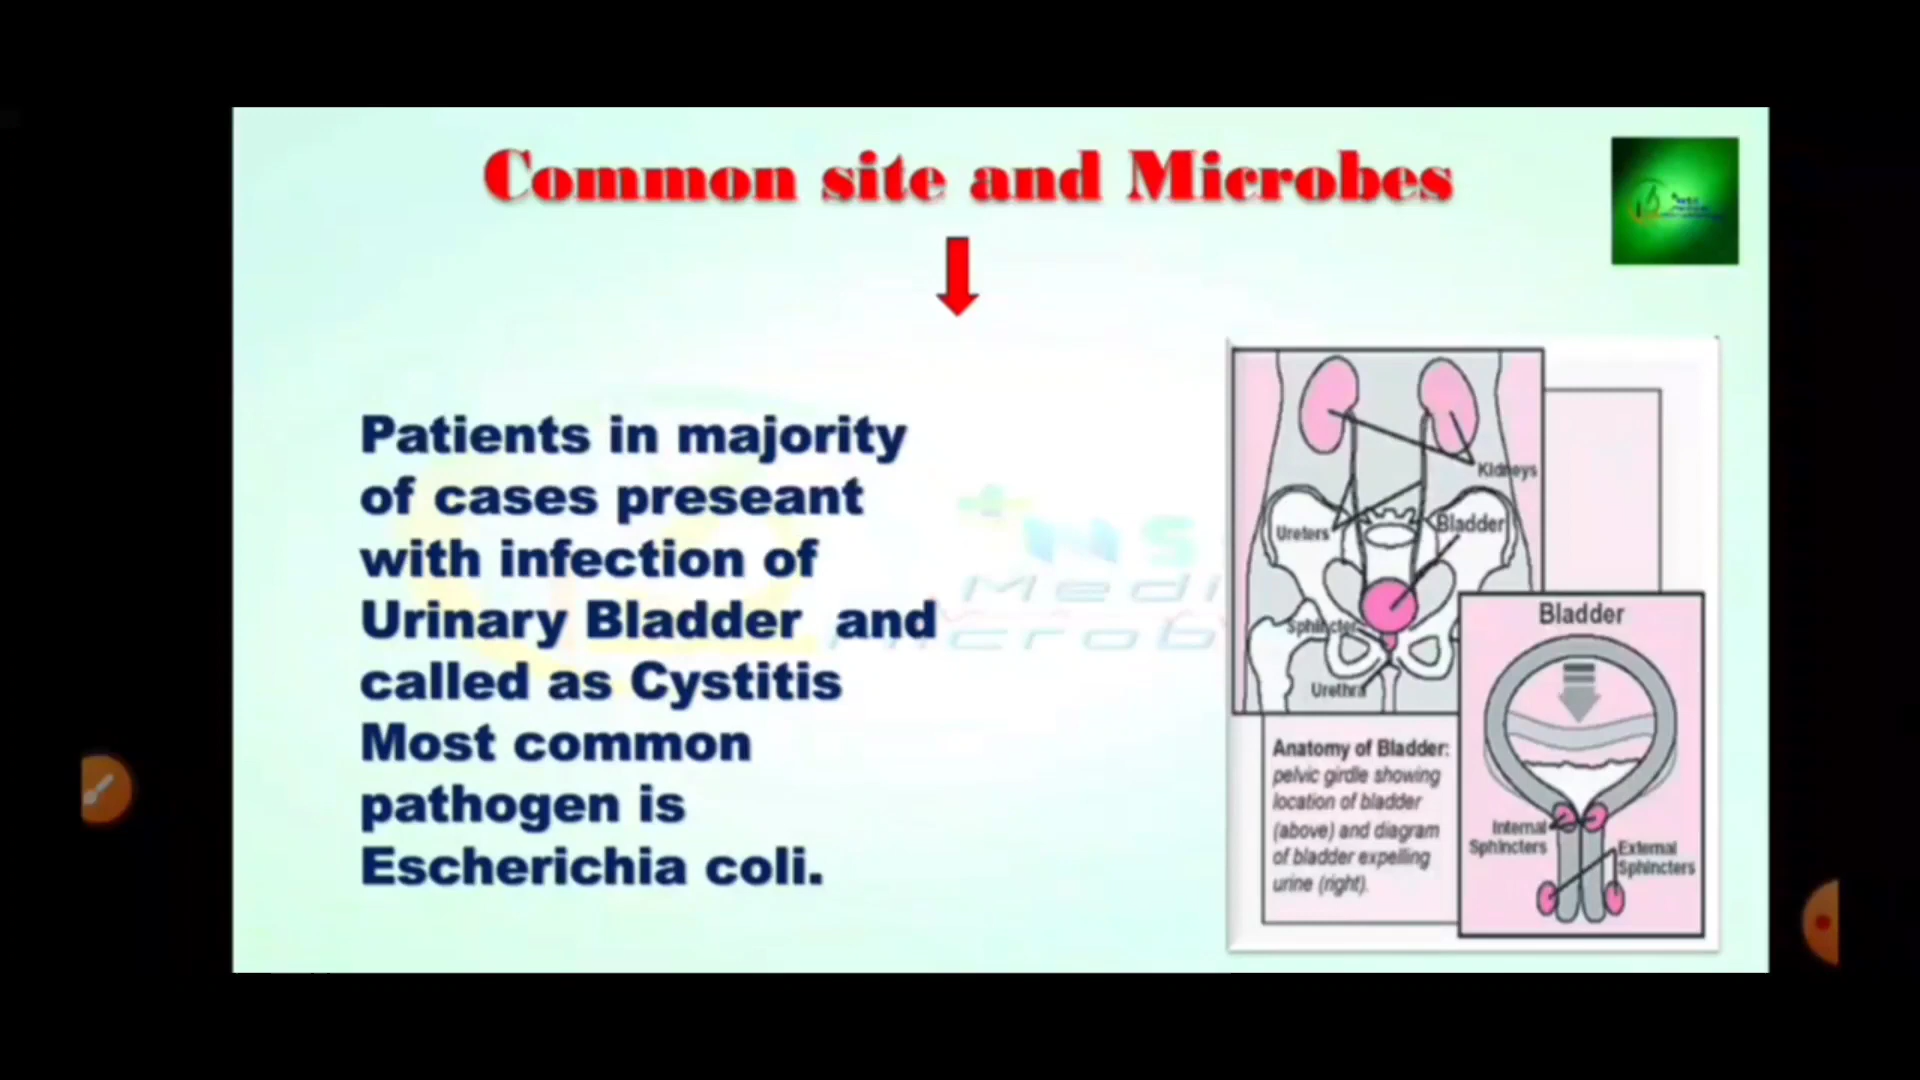 Common site and Microbes
Patients in majority
of cases preseant
with infection of
Urinary Bladder and
called as Cystitis
Most common
pathogen is
Escherichia coli.
Kidneys
Ureters
Bladder
Sphincter
Urethra
Anatomy of Bladder:
pelvic girdle showing
location of bladder
(above) and diagram
of bladder expelling
urine (right).
Bladder
Internal
Sphincters
External
Sphincters